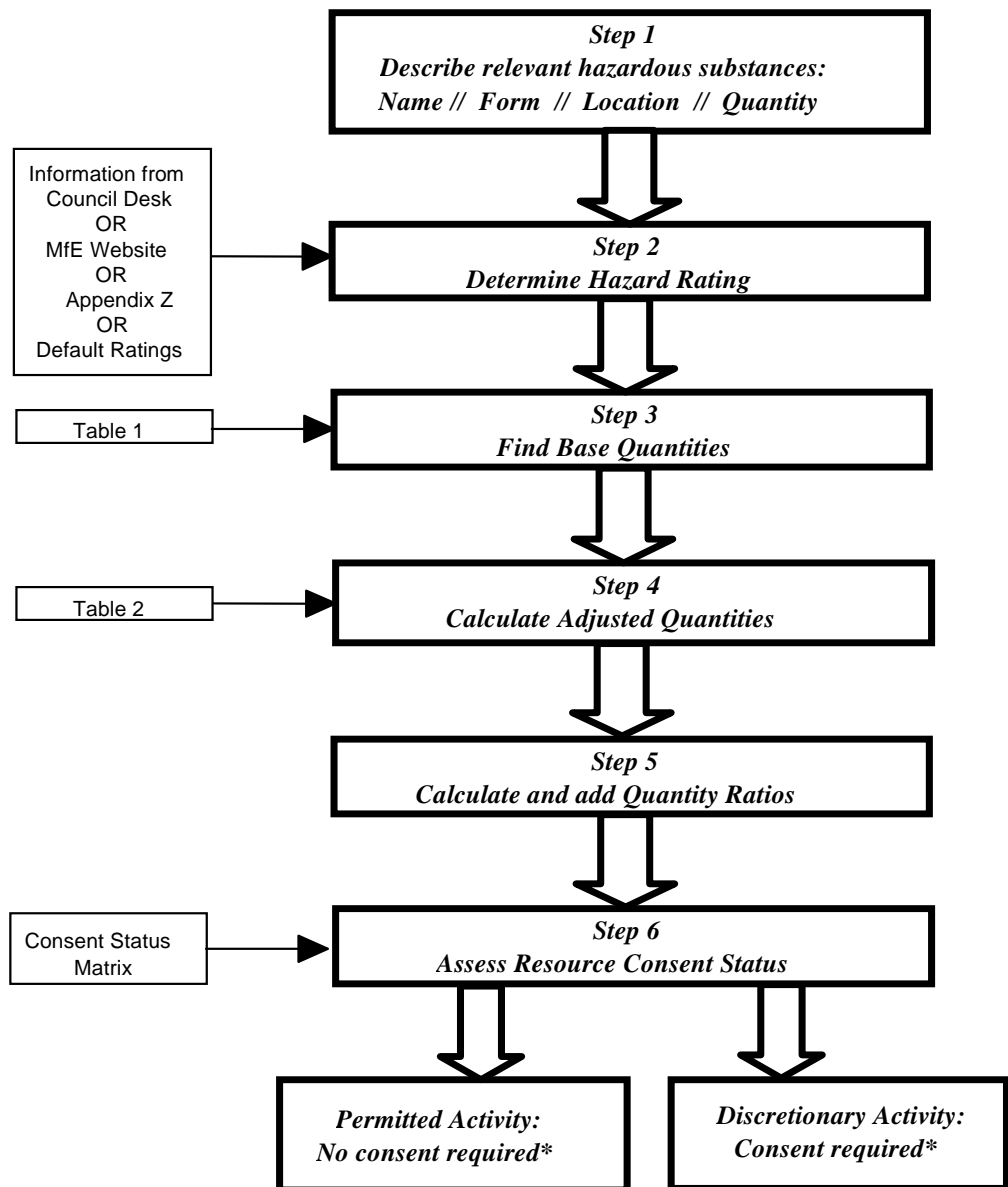 Step 1
Describe relevant hazardous substances:
Name // Form // Location // Quantity
Information from
Council Desk
OR
MfE Website
OR
Appendix Z
OR
Default Ratings
Step 2
Determine Hazard Rating
Table 1
Step 3
Find Base Quantities
Table 2
Step 4
Calculate Adjusted Quantities
Step 5
Calculate and add Quantity Ratios
Consent Status
Matrix
Step 6
Assess Resource Consent Status
Permitted Activity:
No consent required*
Discretionary Activity:
Consent required*